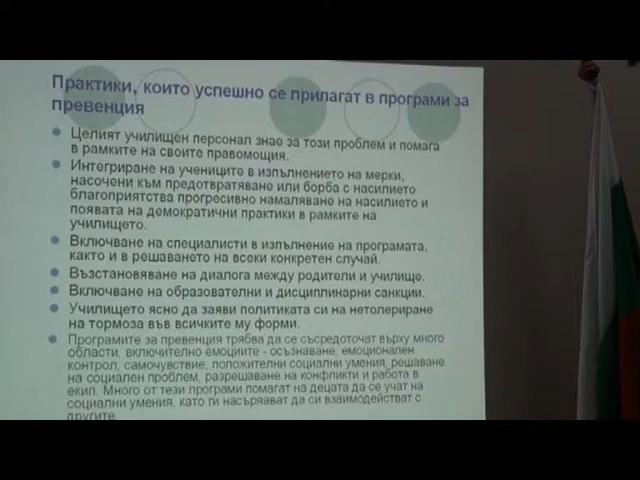 Практики, които успешно се прилагат в програми за
превенция
Целият училищен персонал знае за този проблем и помага
в рамките на своите правомощия.
Интегриране на учениците в изпълнението на мерки,
насочени към предотвратяване или борба с насилието
благоприятства прогресивно намаляване на насилието и
появата на демократични практики в рамките на
училището.
Включване на специалисти в изпълнение на програмата,
както и в решаването на всеки конкретен случай.
Възстановяване на диалога между родители и училище.
Включване на образователни и дисциплинарни санкции.
Училището ясно да заяви политиката си на нетолериране
на тормоза във всичките му форми.
Програмите за превенция трябва да се съсредоточат върху много
области, включително емоциите - осъзнаване, емоционален
контрол, самочувствие, положителни социални умения, решаване
на социален проблем, разрешаване на конфликти и работа в
екип. Много от тези програми помагат на децата да се учат на
социални умения, като ги насърчават да си взаимодействат с
другите.